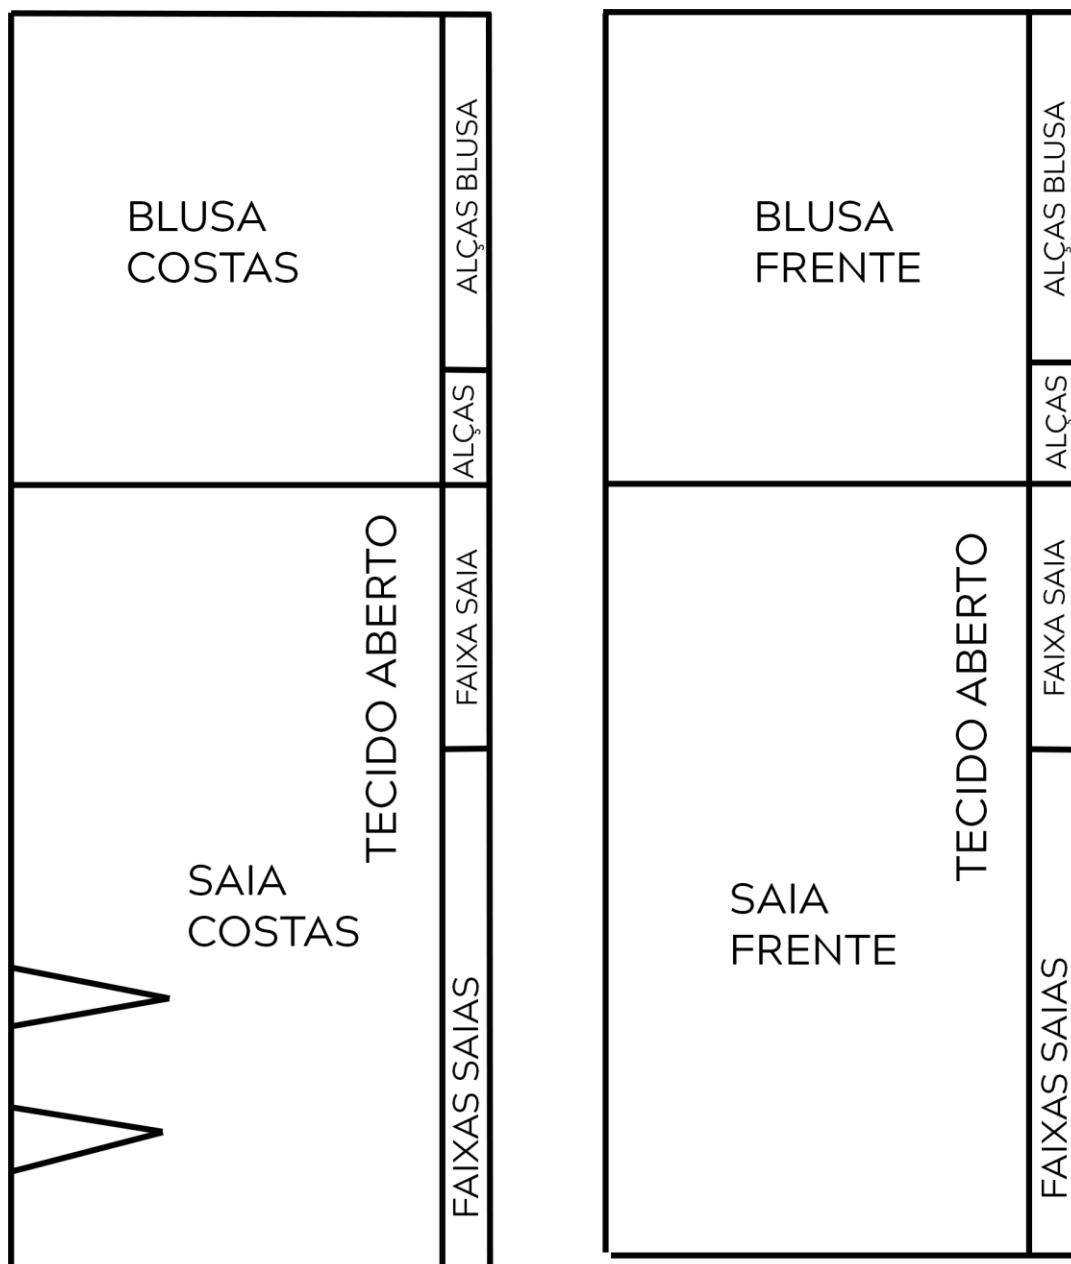 BLUSA
COSTAS
ALÇAS BLUSA
ALÇAS
TECIDO ABERTO
FAIXA SAIA
SAIA
COSTAS
FAIXAS SAIAS
BLUSA
FRENTE
ALÇAS BLUSA
ALÇAS
TECIDO ABERTO
FAIXA SAIA
SAIA
FRENTE
FAIXAS SAIAS